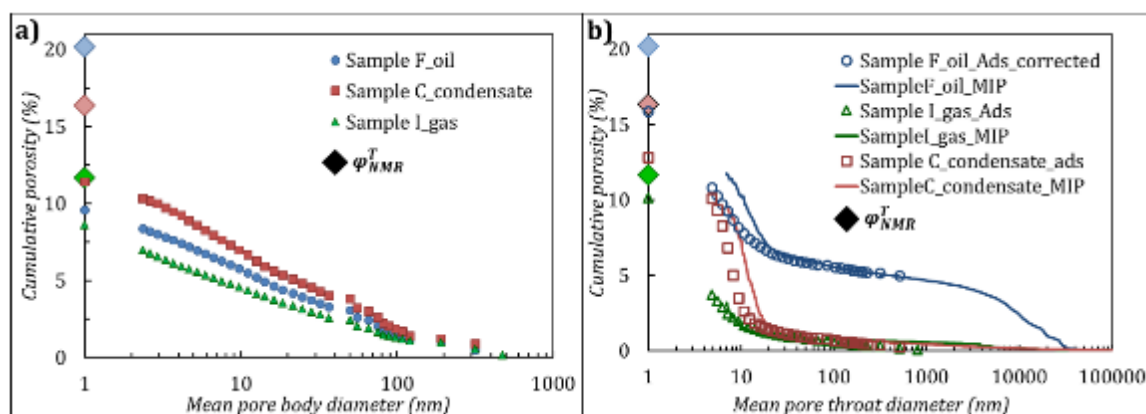 a)
20
15
10
5
0
Cumulative porosity (%)
Sample F_oil
Sample C_condensate
Sample I_gas
φᵀNMR
1 10 100 1000
Mean pore body diameter (nm)
b)
20
15
10
5
0
Cumulative porosity (%)
Sample F_oil_Ads_corrected
SampleF_oil_MIP
Sample I_gas_Ads
SampleI_gas_MIP
Sample C_condensate_ads
SampleC_condensate_MIP
φᵀNMR
1 10 100 1000 10000 100000
Mean pore throat diameter (nm)